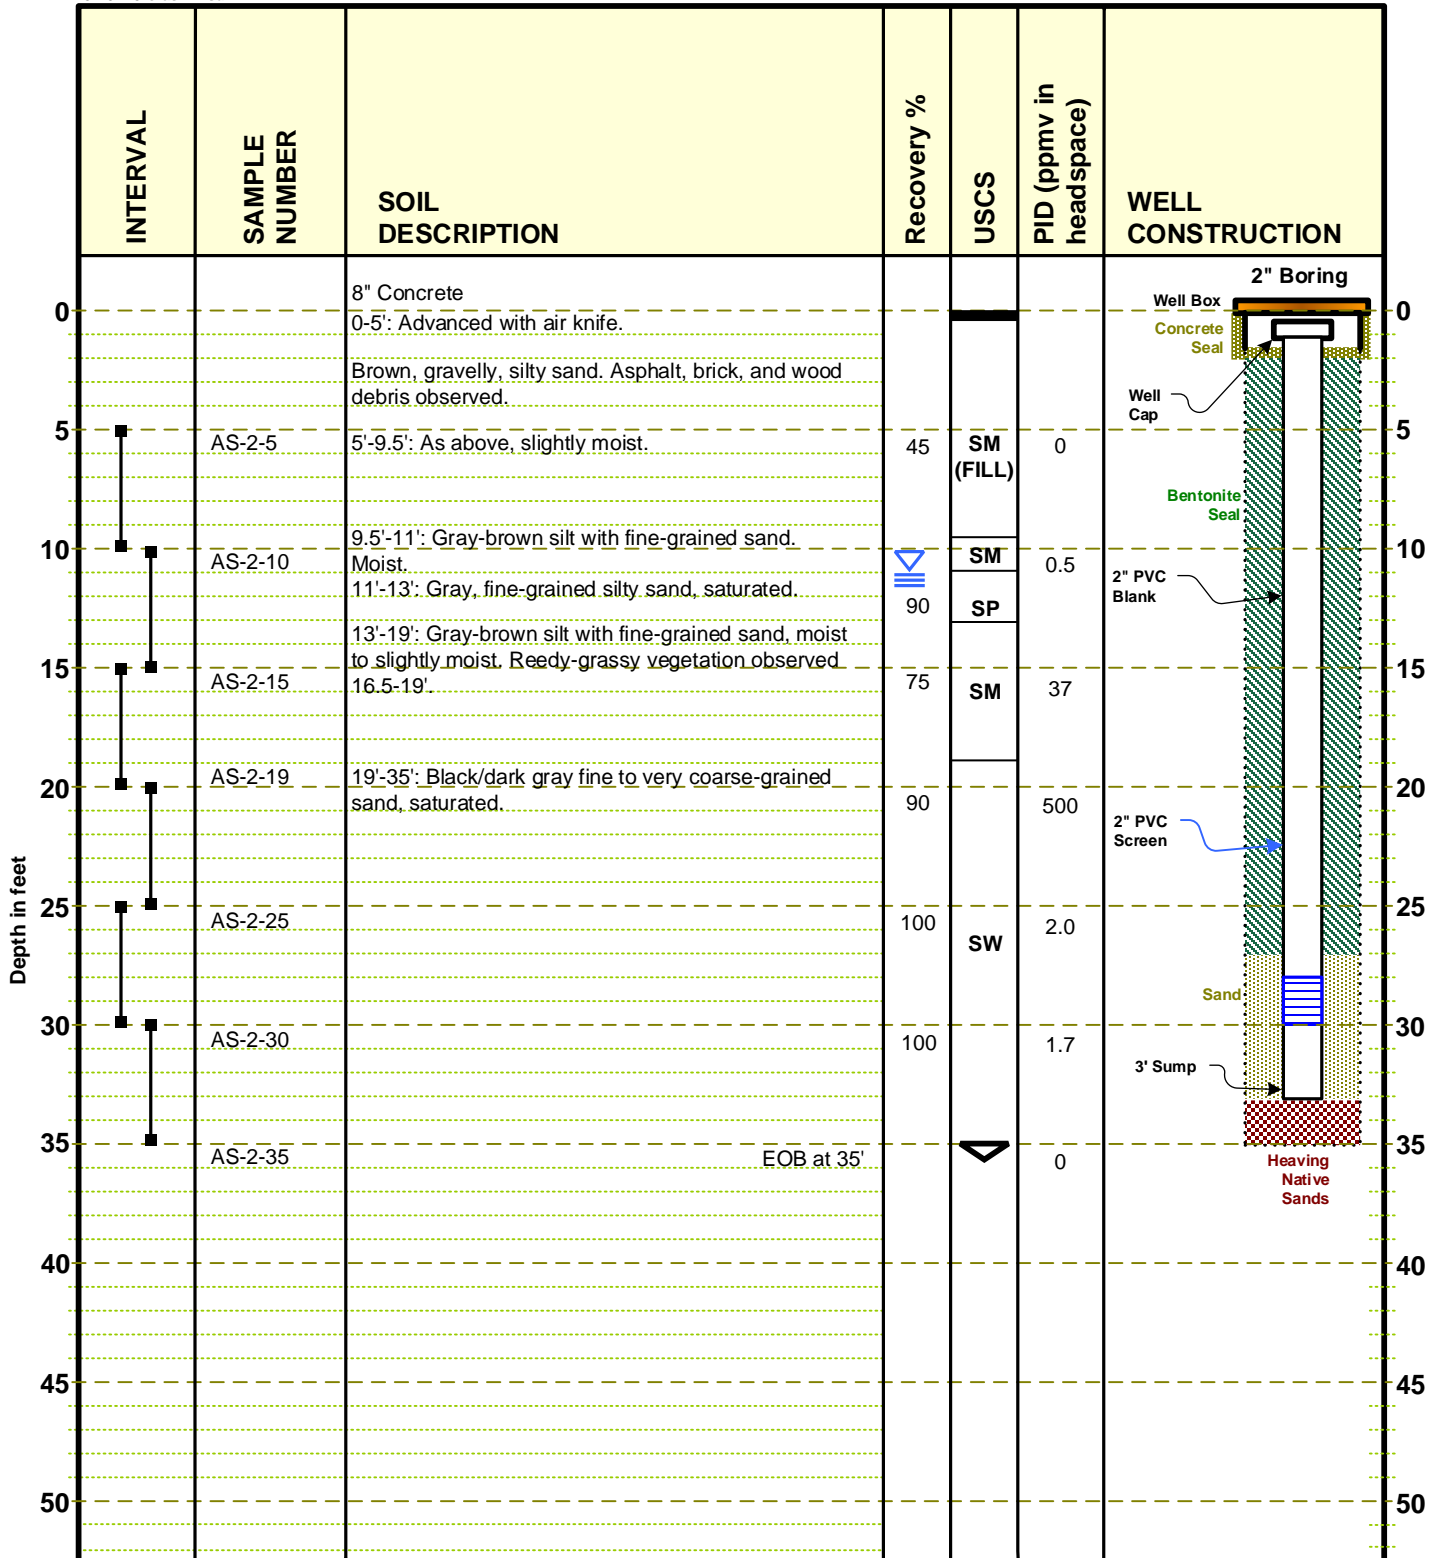 INTERVAL
SAMPLE
NUMBER
SOIL
DESCRIPTION
Recovery %
USCS
PID (ppmv in
headspace)
WELL
CONSTRUCTION
Depth in feet
2" Boring
8" Concrete
Well Box
0
0
0-5': Advanced with air knife.
Concrete
Seal
Brown, gravelly, silty sand. Asphalt, brick, and wood
debris observed.
Well
Cap
5
5
AS-2-5
5'-9.5': As above, slightly moist.
45
SM
(FILL)
0
Bentonite
Seal
9.5'-11': Gray-brown silt with fine-grained sand.
Moist.
10
10
AS-2-10
SM
0.5
11'-13': Gray, fine-grained silty sand, saturated.
2" PVC
Blank
90
SP
13'-19': Gray-brown silt with fine-grained sand, moist
to slightly moist. Reedy-grassy vegetation observed
16.5-19'.
15
15
AS-2-15
75
SM
37
AS-2-19
19'-35': Black/dark gray fine to very coarse-grained
sand, saturated.
20
20
90
500
2" PVC
Screen
25
25
AS-2-25
100
SW
2.0
Sand
30
30
AS-2-30
100
1.7
3' Sump
35
35
AS-2-35
EOB at 35'
0
Heaving
Native
Sands
40
40
45
45
50
50